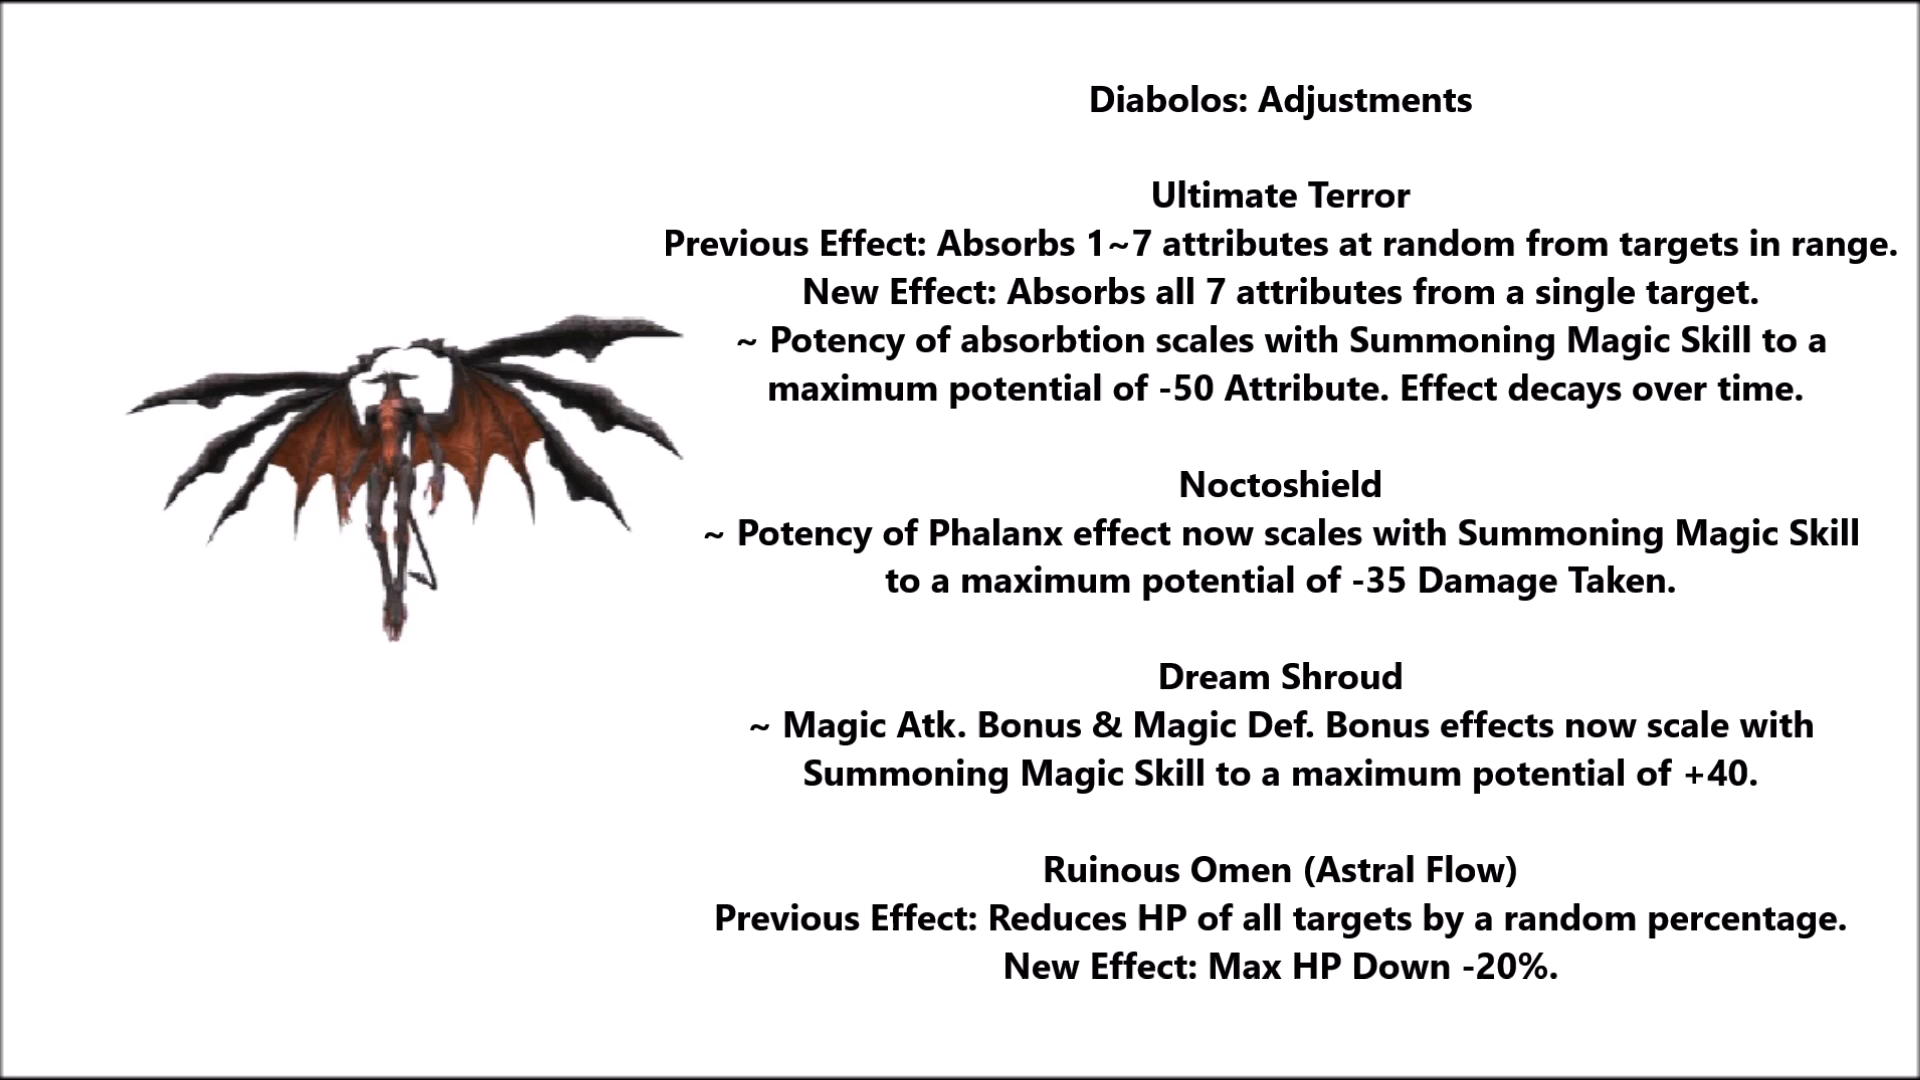 Diabolos: Adjustments
Ultimate Terror
Previous Effect: Absorbs 1~7 attributes at random from targets in range.
New Effect: Absorbs all 7 attributes from a single target.
~ Potency of absorbtion scales with Summoning Magic Skill to a
maximum potential of -50 Attribute. Effect decays over time.
Noctoshield
~ Potency of Phalanx effect now scales with Summoning Magic Skill
to a maximum potential of -35 Damage Taken.
Dream Shroud
~ Magic Atk. Bonus & Magic Def. Bonus effects now scale with
Summoning Magic Skill to a maximum potential of +40.
Ruinous Omen (Astral Flow)
Previous Effect: Reduces HP of all targets by a random percentage.
New Effect: Max HP Down -20%.